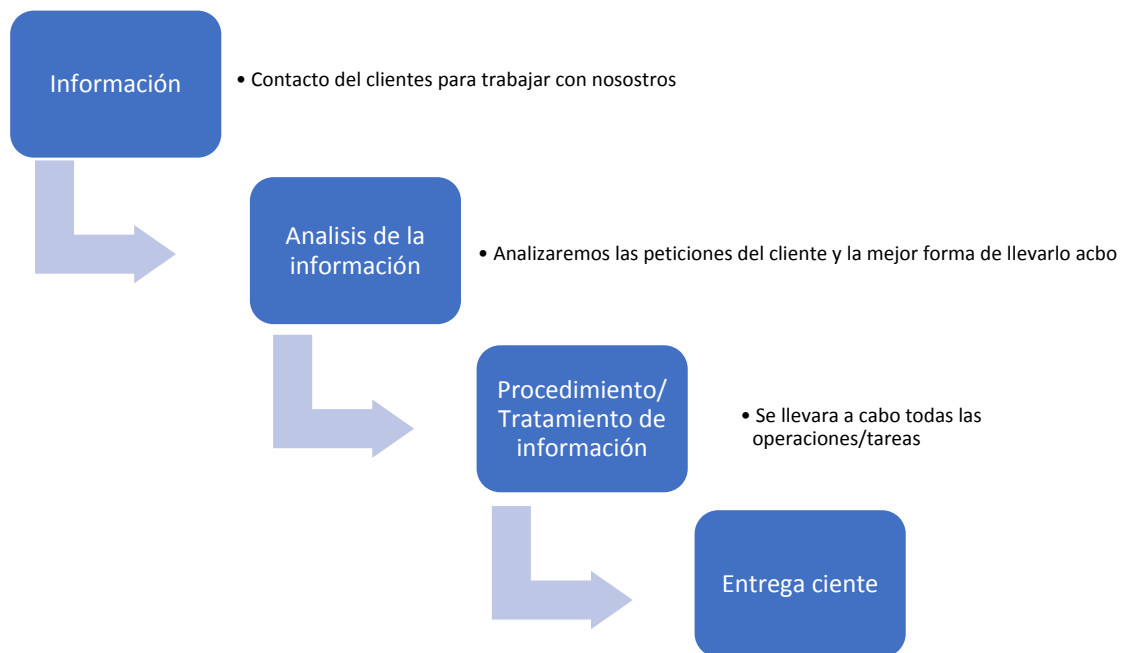 Información
• Contacto del clientes para trabajar con nosostros
Analisis de la
información
• Analizaremos las peticiones del cliente y la mejor forma de llevarlo acbo
Procedimiento/
Tratamiento de
información
• Se llevara a cabo todas las
operaciones/tareas
Entrega ciente